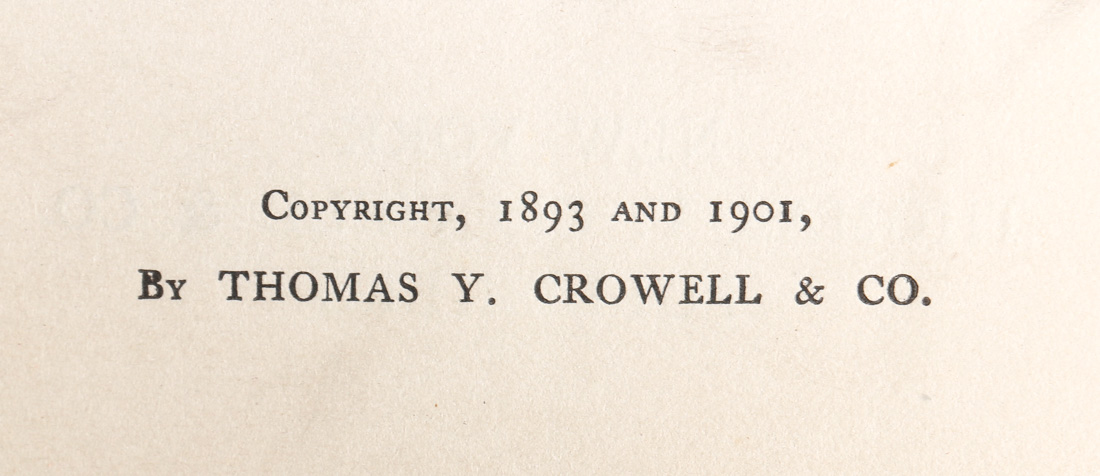 Copyright, 1893 and 1901,
By THOMAS Y. CROWELL & CO.